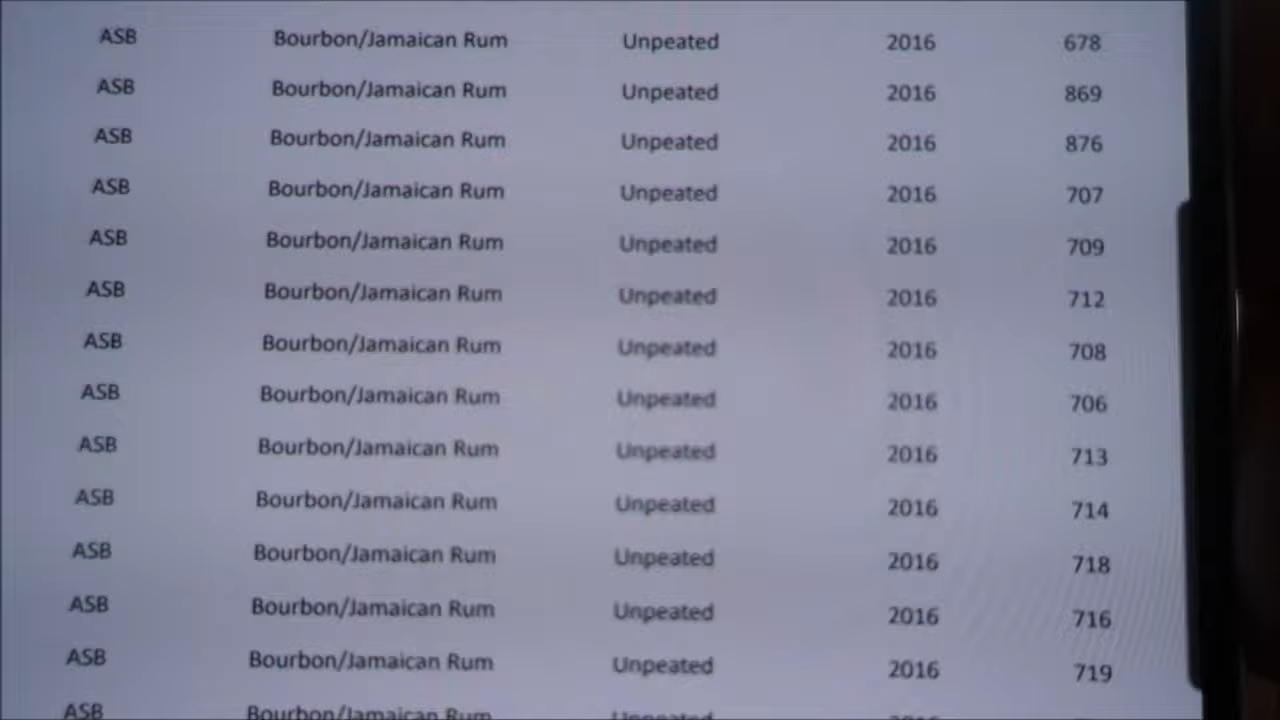 ASB Bourbon/Jamaican Rum Unpeated 2016 678
ASB Bourbon/Jamaican Rum Unpeated 2016 869
ASB Bourbon/Jamaican Rum Unpeated 2016 876
ASB Bourbon/Jamaican Rum Unpeated 2016 707
ASB Bourbon/Jamaican Rum Unpeated 2016 709
ASB Bourbon/Jamaican Rum Unpeated 2016 712
ASB Bourbon/Jamaican Rum Unpeated 2016 708
ASB Bourbon/Jamaican Rum Unpeated 2016 706
ASB Bourbon/Jamaican Rum Unpeated 2016 713
ASB Bourbon/Jamaican Rum Unpeated 2016 714
ASB Bourbon/Jamaican Rum Unpeated 2016 718
ASB Bourbon/Jamaican Rum Unpeated 2016 716
ASB Bourbon/Jamaican Rum Unpeated 2016 719
ASB Bourbon/Jamaican Rum